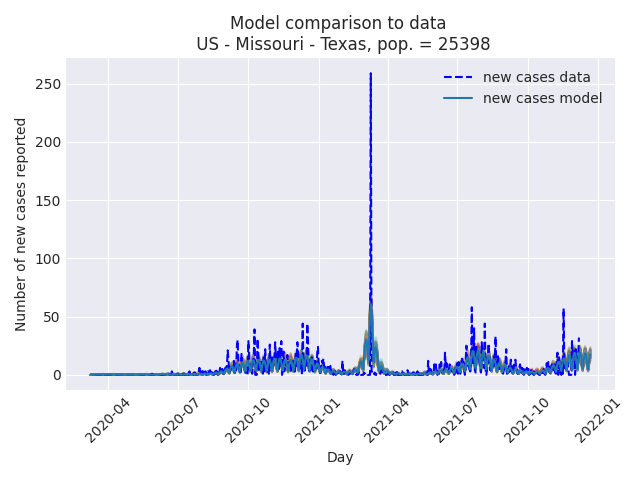 Model comparison to data
US - Missouri - Texas, pop. = 25398
new cases data
new cases model
Number of new cases reported
250
200
150
100
50
0
2020-04
2020-07
2020-10
2021-01
2021-04
2021-07
2021-10
2022-01
Day